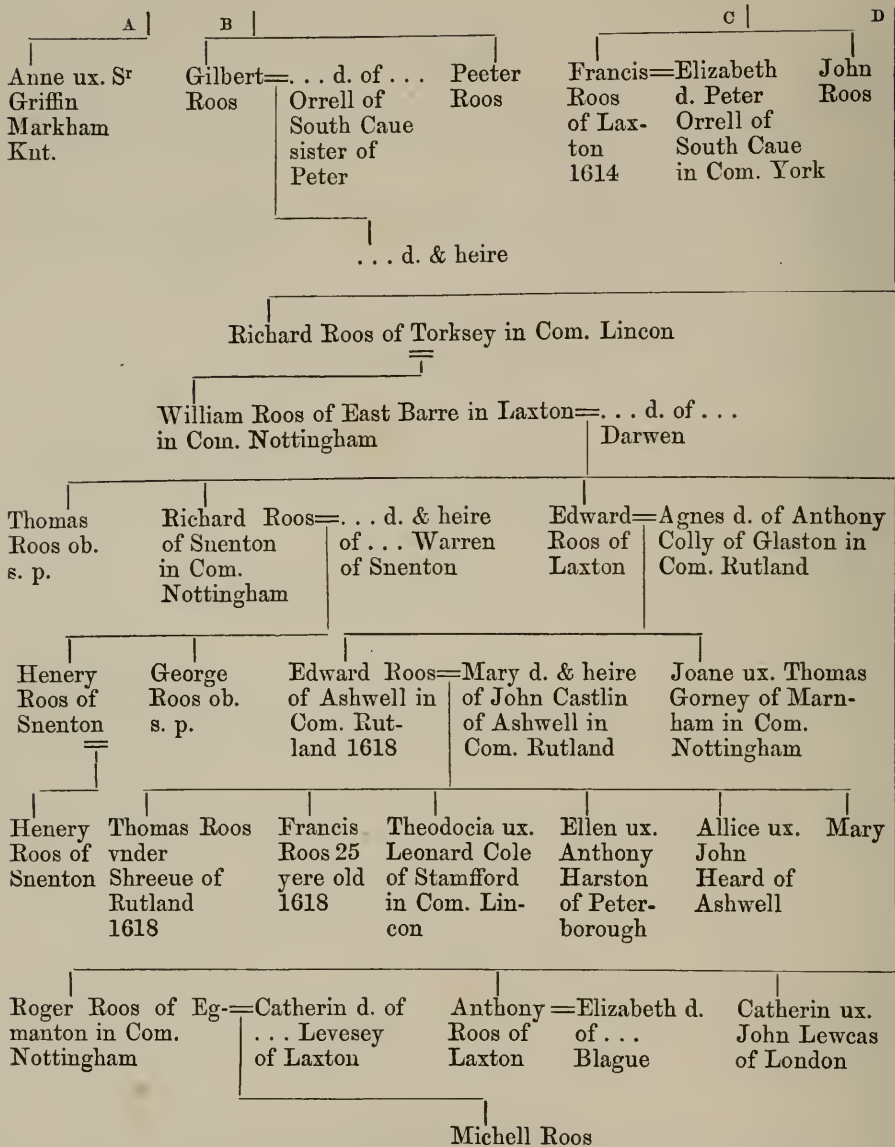 A B C D
Anne ux. Sr
Griffin
Markham
Knt.
Gilbert=. . . d. of . . .
Roos Orrell of
South Caue
sister of
Peter
Peeter
Roos
Francis=Elizabeth
Roos d. Peter
of Lax- Orrell of
ton South Caue
1614 in Com. York
John
Roos
. . . d. & heire
Richard Roos of Torksey in Com. Lincon
William Roos of East Barre in Laxton=. . . d. of . . .
in Com. Nottingham Darwen
Thomas
Roos ob.
s. p.
Richard Roos=. . . d. & heire
of Snenton of . . . Warren
in Com. of Snenton
Nottingham
Edward=Agnes d. of Anthony
Roos of Colly of Glaston in
Laxton Com. Rutland
Henery
Roos of
Snenton
George
Roos ob.
s. p.
Edward Roos=Mary d. & heire
of Ashwell in of John Castlin
Com. Rut- of Ashwell in
land 1618 Com. Rutland
Joane ux. Thomas
Gorney of Marn-
ham in Com.
Nottingham
Henery
Roos of
Snenton
Thomas Roos
vnder
Shreeue of
Rutland
1618
Francis
Roos 25
yere old
1618
Theodocia ux.
Leonard Cole
of Stamfford
in Com. Lin-
con
Ellen ux.
Anthony
Harston
of Peter-
borough
Allice ux.
John
Heard of
Ashwell
Mary
Roger Roos of Eg-=Catherin d. of
manton in Com. . . . Levesey
Nottingham of Laxton
Anthony=Elizabeth d.
Roos of of . . .
Laxton Blague
Catherin ux.
John Lewcas
of London
Michell Roos